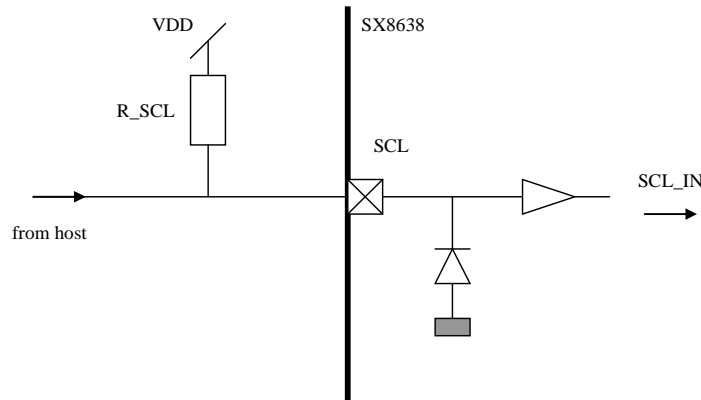 VDD
SX8638
R_SCL
SCL
SCL_IN
from host